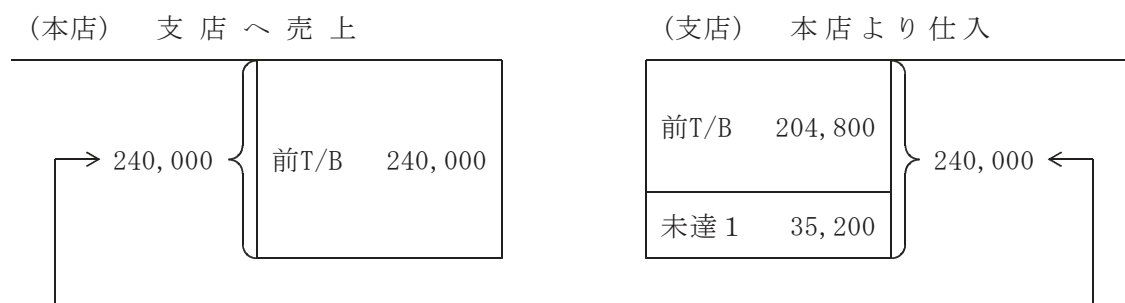 (本店) 支店へ売上
(支店) 本店より仕入
240,000
前T/B 240,000
前T/B 204,800
未達1 35,200
240,000